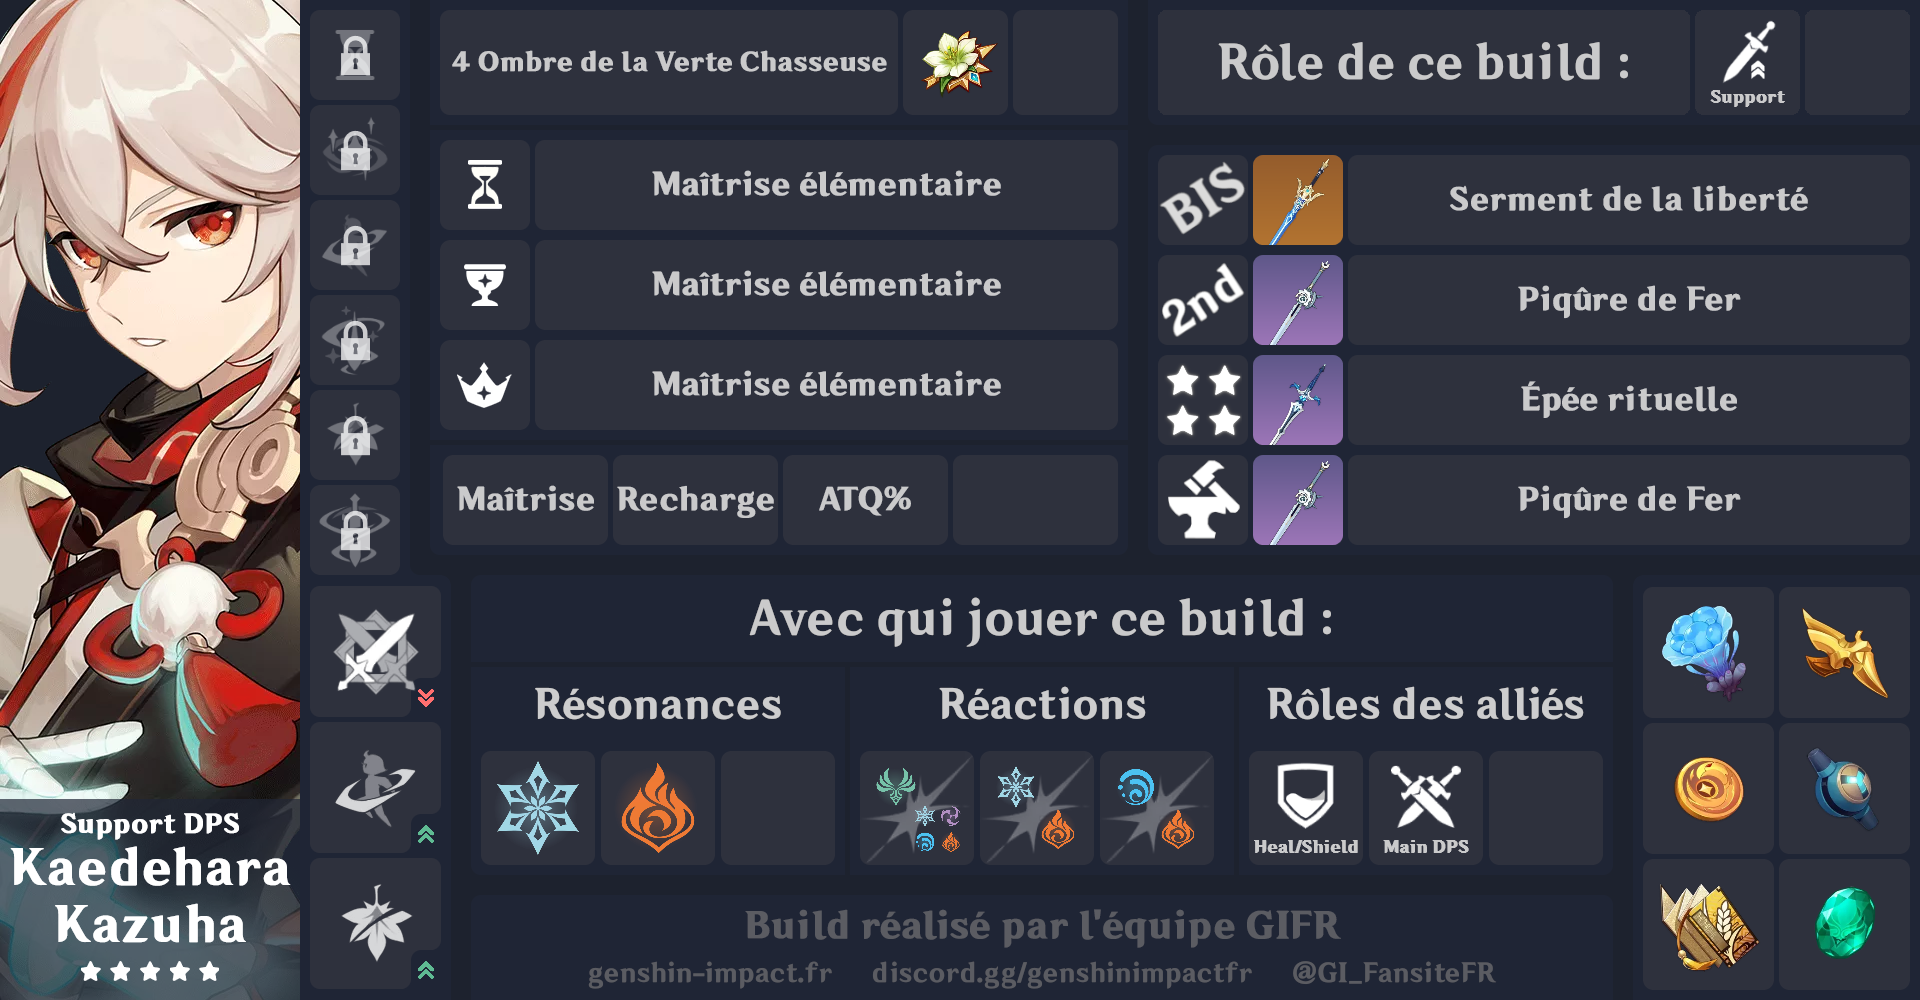 4 Ombre de la Verte Chasseuse
Maîtrise élémentaire
Maîtrise élémentaire
Maîtrise élémentaire
Maîtrise
Recharge
ATQ%
Rôle de ce build :
Support
BIS
Serment de la liberté
2nd
Piqûre de Fer
Épée rituelle
Piqûre de Fer
Avec qui jouer ce build :
Résonances
Réactions
Rôles des alliés
Heal/Shield
Main DPS
Support DPS
Kaedehara
Kazuha
Build réalisé par l'équipe GIFR
genshin-impact.fr
discord.gg/genshinimpactfr
@GI_FansiteFR